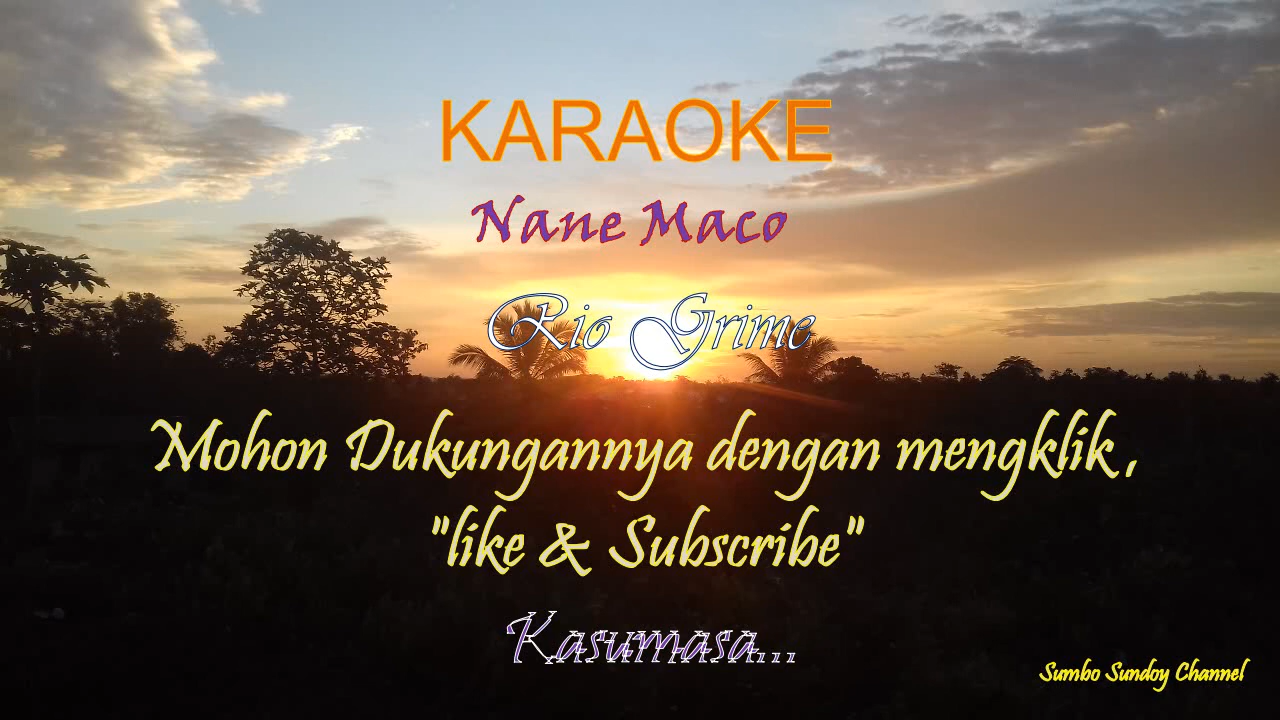 KARAOKE
Nane Maco
Rio Grime
Mohon Dukungannya dengan mengklik,
"like & Subscribe"
Kasumasa...
Sumbo Sundoy Channel